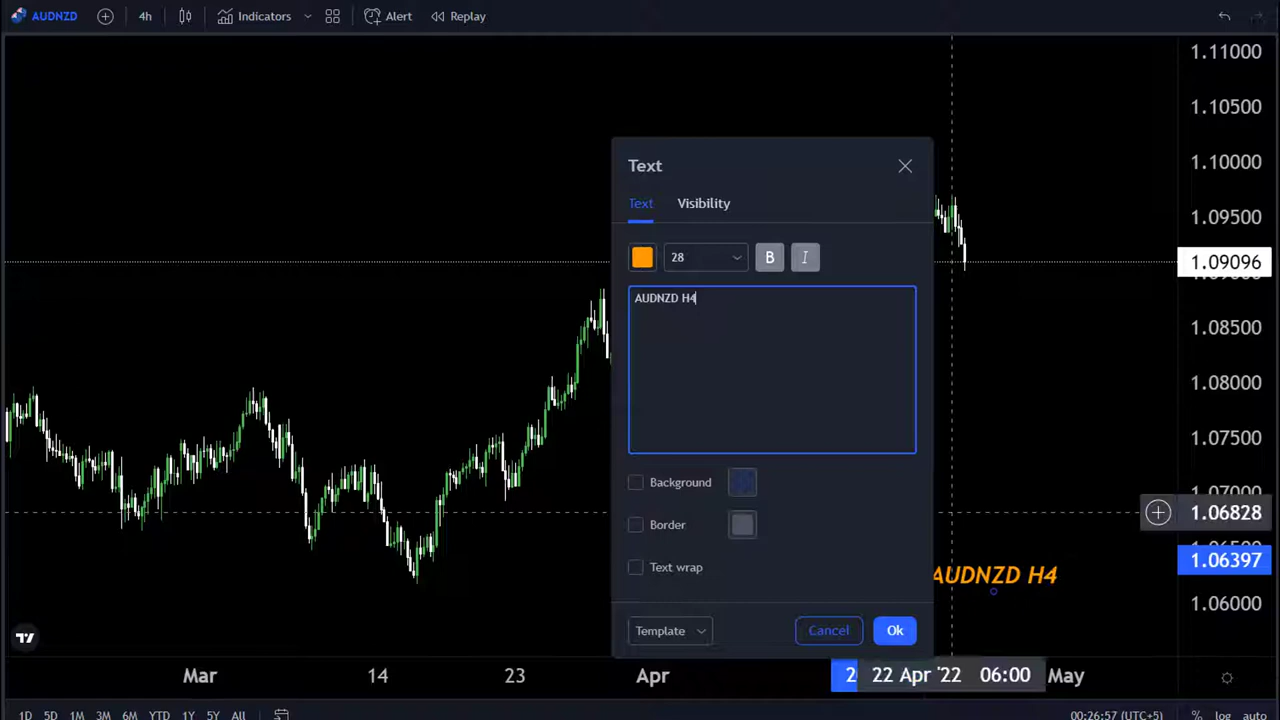 AUDNZD 4h Indicators Alert Replay
1.11000
1.10500
1.10000
1.09500
1.09096
1.08500
1.08000
1.07500
1.06828
1.06397
1.06000
Text
Text Visibility
28 B I
AUDNZD H4
Background
Border
Text wrap
AUDNZD H4
Template Cancel Ok
Mar 14 23 Apr 22 Apr '22 06:00 May
1D 5D 1M 3M 6M YTD 1Y 5Y All 00:26:57 (UTC+5) % log auto